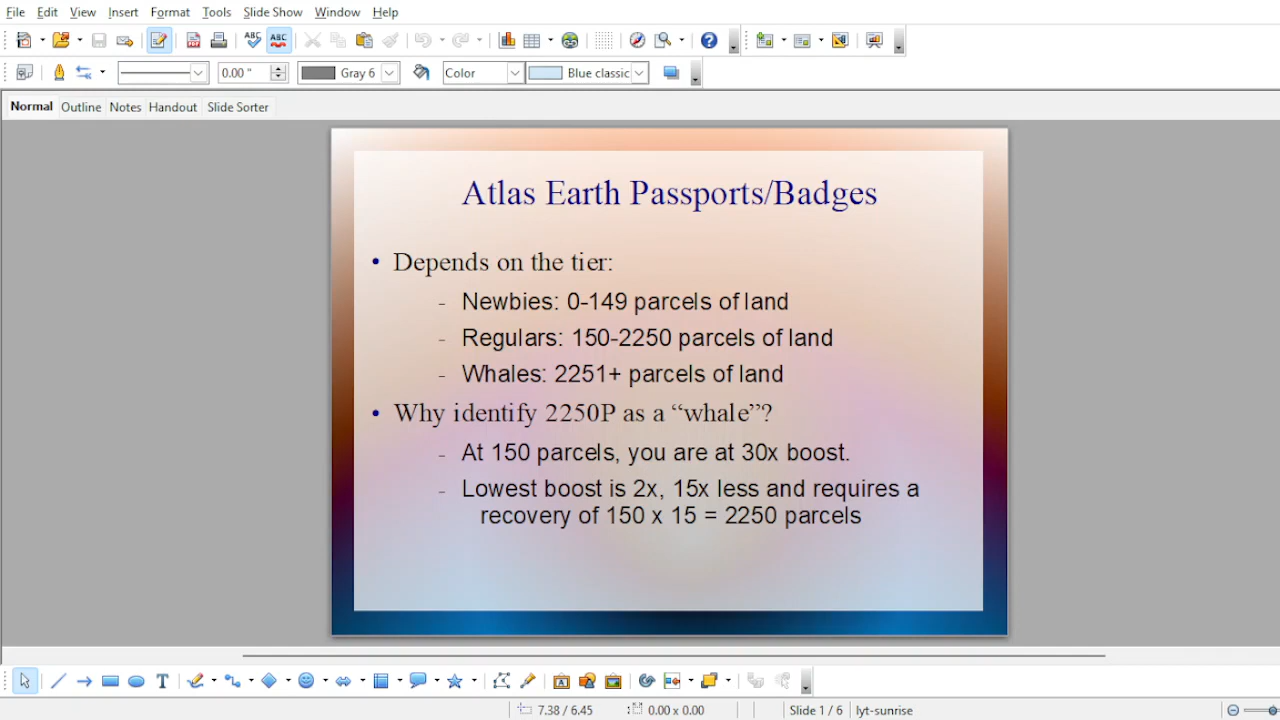 File Edit View Insert Format Tools Slide Show Window Help
ABC ABC
0.00 " Gray 6 Color Blue classic
Normal Outline Notes Handout Slide Sorter
Atlas Earth Passports/Badges
• Depends on the tier:
- Newbies: 0-149 parcels of land
- Regulars: 150-2250 parcels of land
- Whales: 2251+ parcels of land
• Why identify 2250P as a “whale”?
- At 150 parcels, you are at 30x boost.
- Lowest boost is 2x, 15x less and requires a
recovery of 150 x 15 = 2250 parcels
T A
7.38 / 6.45 0.00 x 0.00 Slide 1 / 6 lyt-sunrise